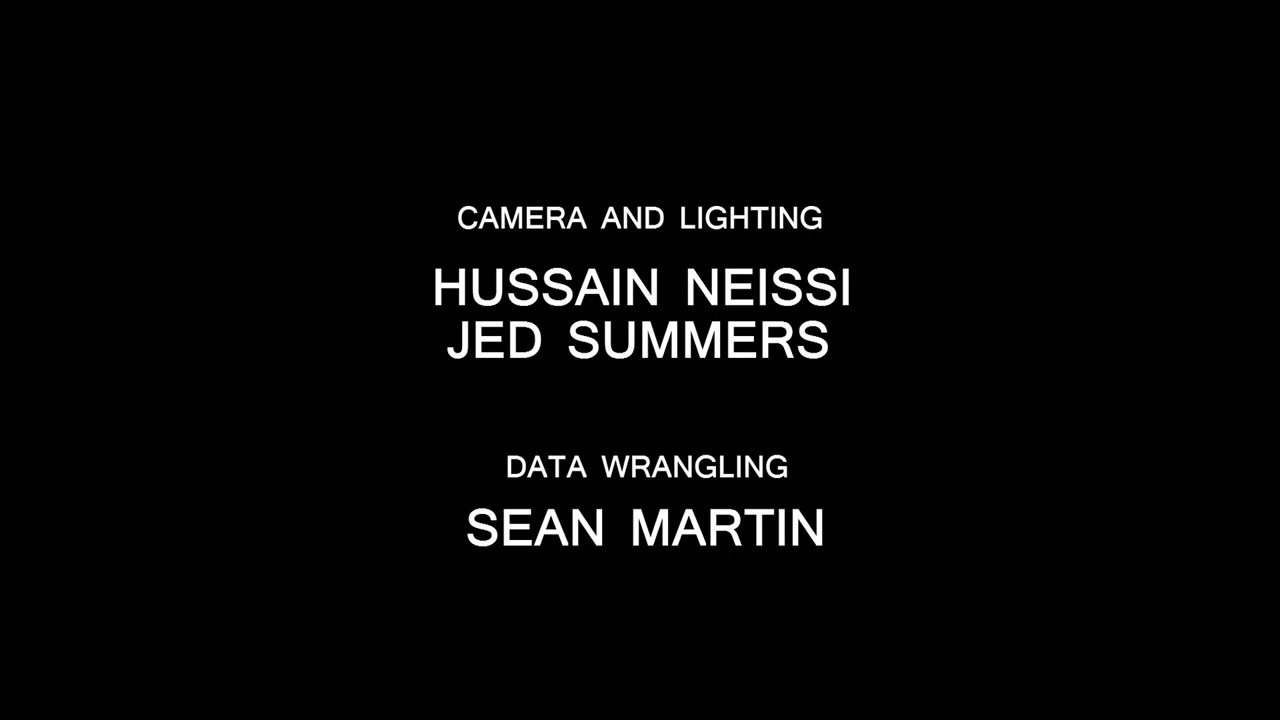 CAMERA AND LIGHTING
HUSSAIN NEISSI
JED SUMMERS
DATA WRANGLING
SEAN MARTIN